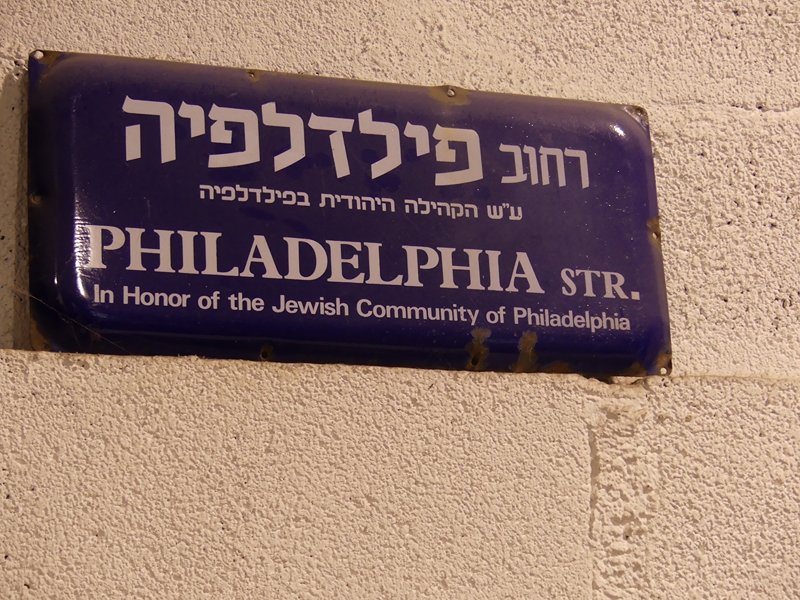 רחוב פילדלפיה
ע"ש הקהילה היהודית בפילדלפיה
PHILADELPHIA STR.
In Honor of the Jewish Community of Philadelphia